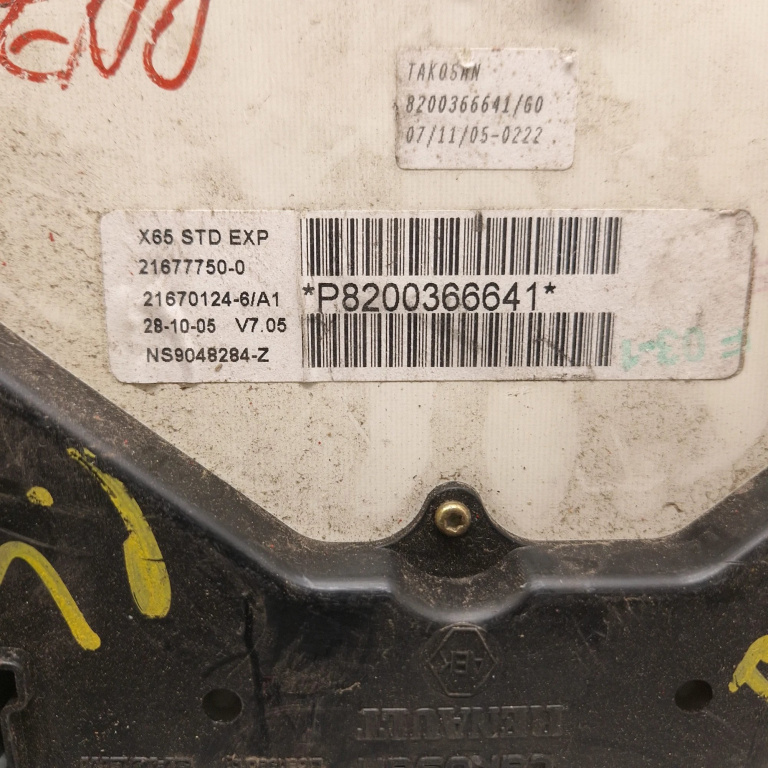 TAKOSAN
8200366641/60
07/11/05-0222
X65 STD EXP
21677750-0
21670124-6/A1
28-10-05 V7.05
NS9048284-Z
*P8200366641*
RENAULT